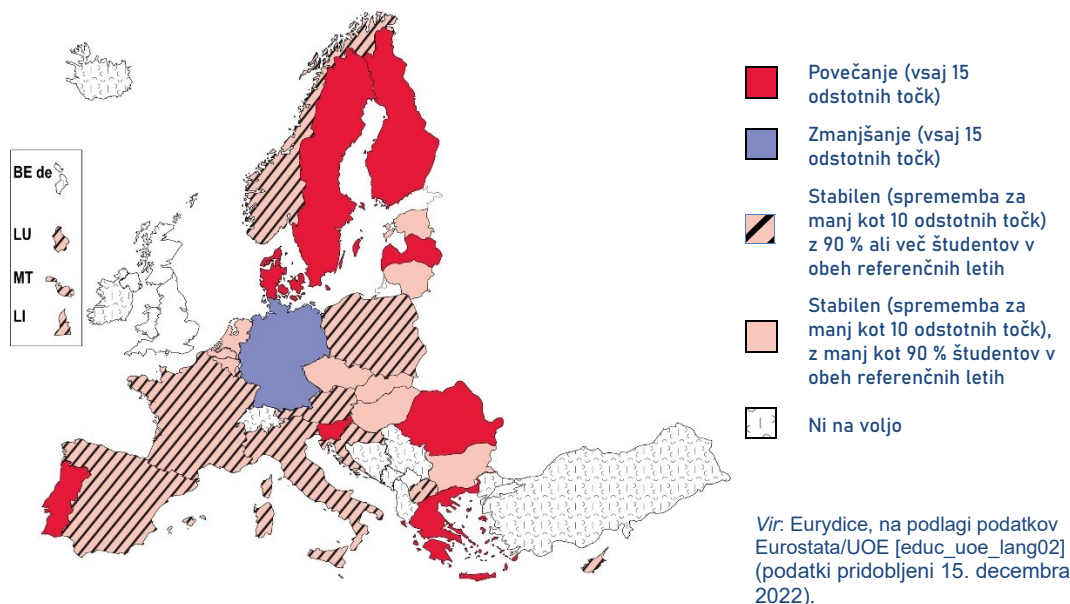 BE de
LU
MT
LI
Povečanje (vsaj 15
odstotnih točk)
Zmanjšanje (vsaj 15
odstotnih točk)
Stabilen (sprememba za
manj kot 10 odstotnih točk)
z 90 % ali več študentov v
obeh referenčnih letih
Stabilen (sprememba za
manj kot 10 odstotnih točk),
z manj kot 90 % študentov v
obeh referenčnih letih
Ni na voljo
Vir: Eurydice, na podlagi podatkov
Eurostata/UOE [educ_uoe_lang02]
(podatki pridobljeni 15. decembra
2022).